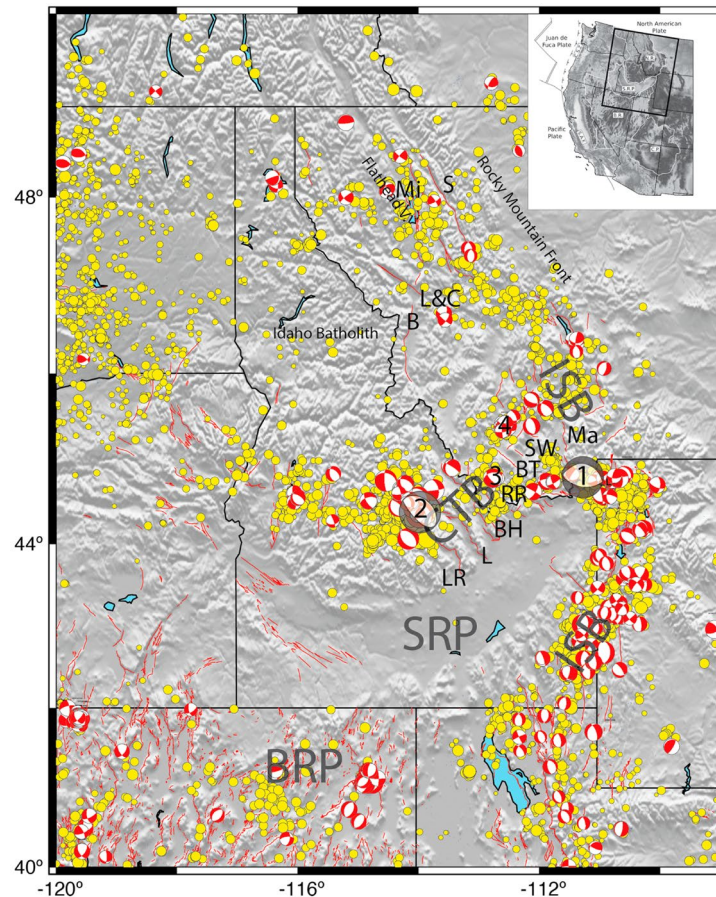 North American
Plate
Juan de
Fuca Plate
S.R.P.
B.R.
C.P.
Pacific
Plate
48°
Flathead
Mi
S
Rocky Mountain Front
L&C
B
Idaho Batholith
ISB
4
Ma
SW
3
BT
1
RR
2
CTB
BH
44°
L
LR
SRP
ISB
BRP
40°
-120°
-116°
-112°